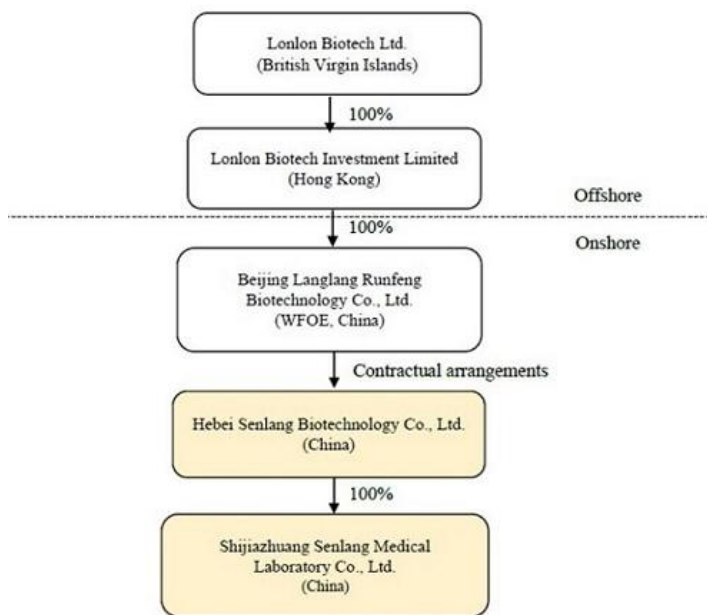 Lonlon Biotech Ltd.
(British Virgin Islands)
100%
Lonlon Biotech Investment Limited
(Hong Kong)
Offshore
100%
Onshore
Beijing Langlang Runfeng
Biotechnology Co., Ltd.
(WFOE, China)
Contractual arrangements
Hebei Senlang Biotechnology Co., Ltd.
(China)
100%
Shijiazhuang Senlang Medical
Laboratory Co., Ltd.
(China)